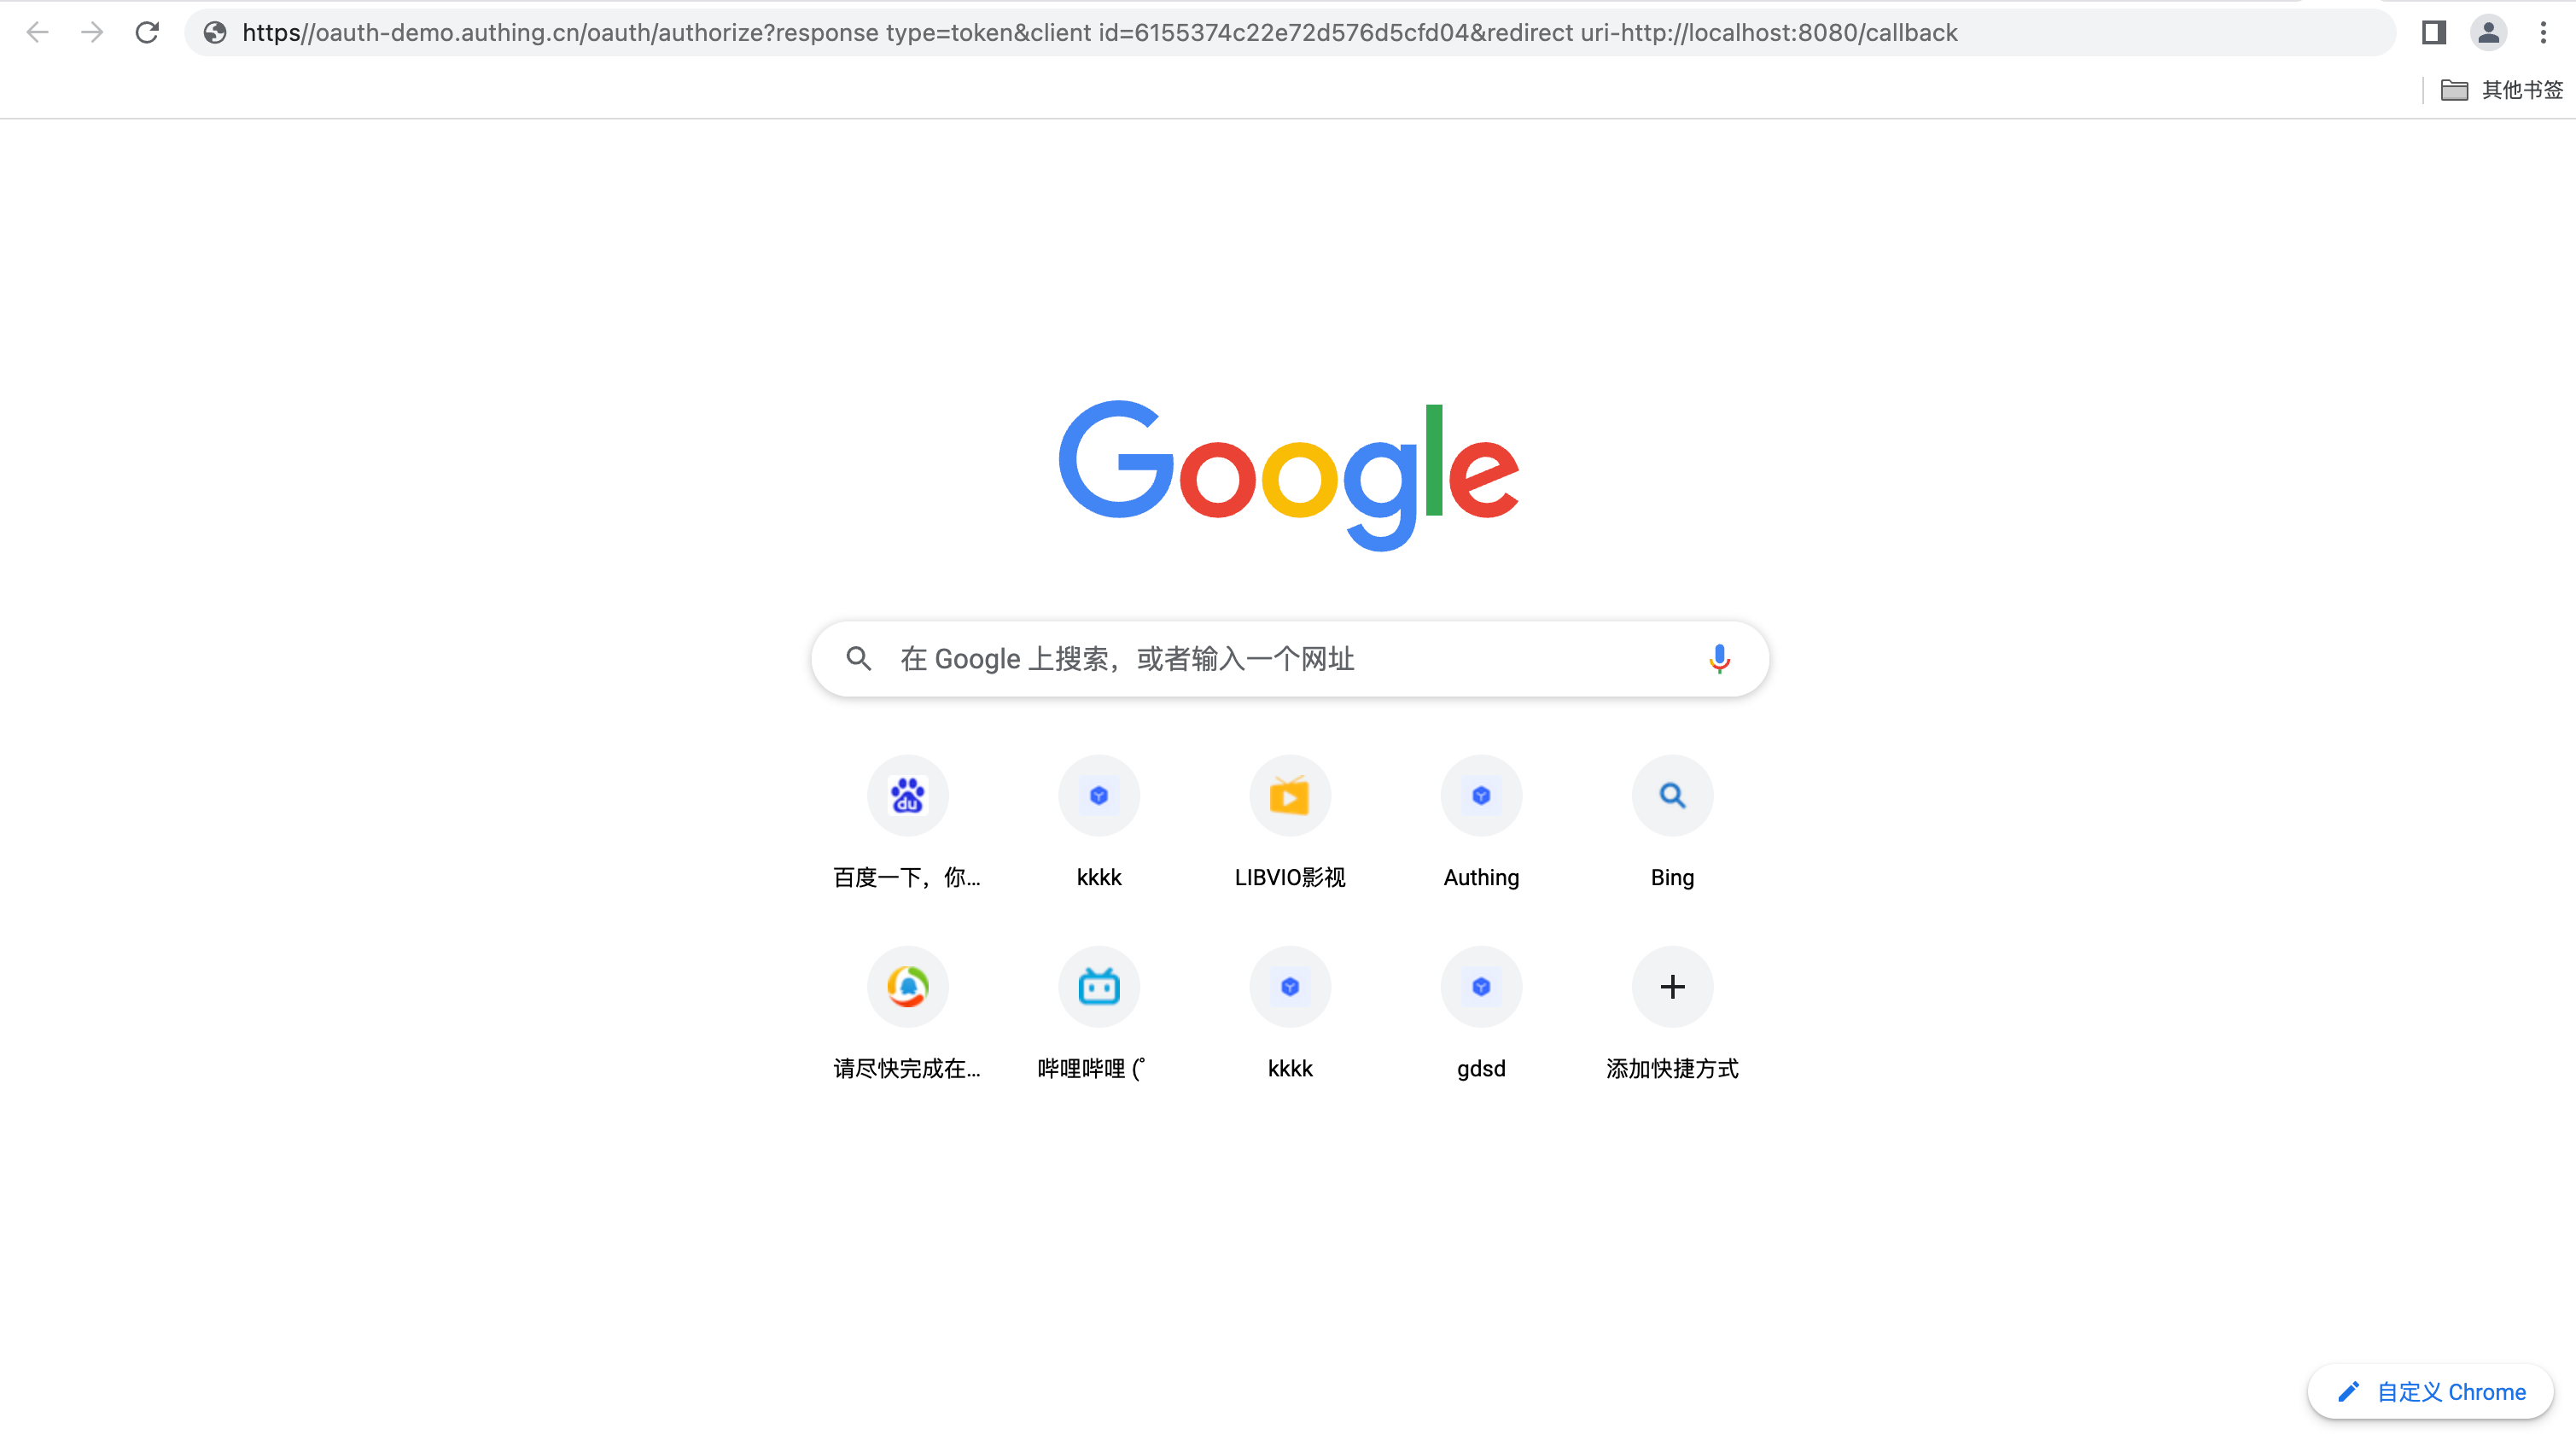 https//oauth-demo.authing.cn/oauth/authorize?response type=token&client id=6155374c22e72d576d5cfd04&redirect uri-http://localhost:8080/callback
其他书签
Google
在 Google 上搜索，或者输入一个网址
du
百度一下，你...
kkkk
LIBVIO影视
Authing
Bing
请尽快完成在...
哔哩哔哩 (ﾟ
kkkk
gdsd
添加快捷方式
自定义 Chrome